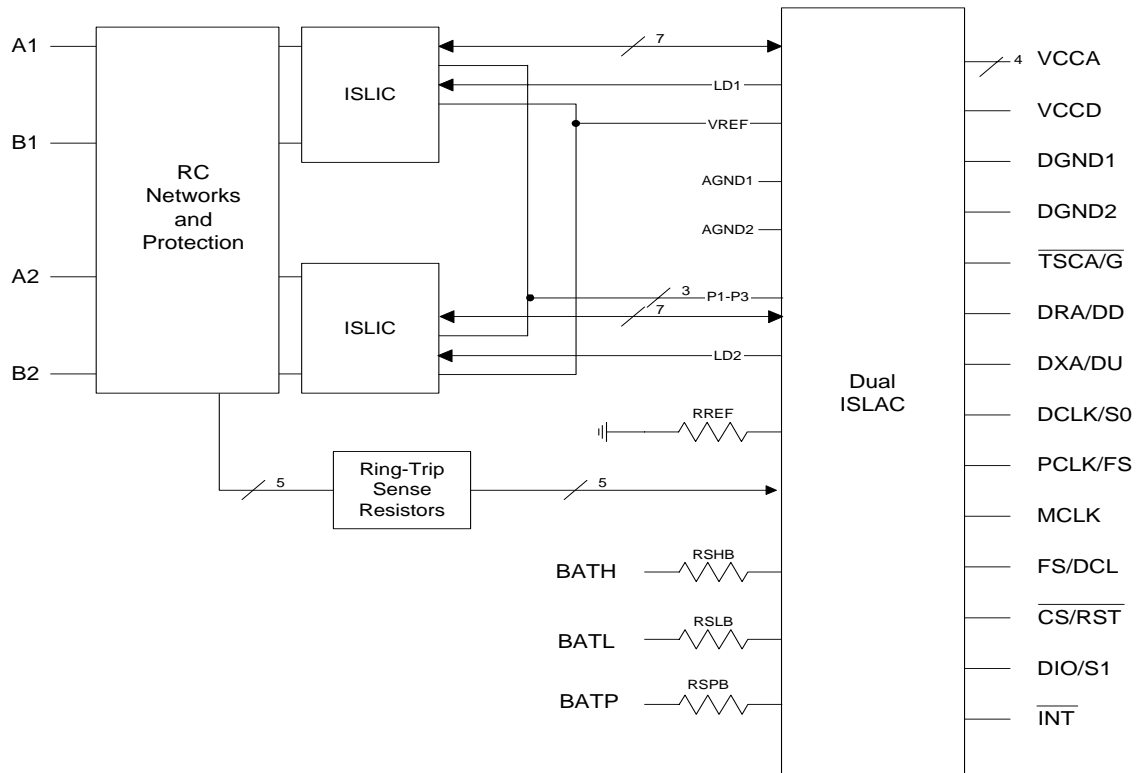 A1
B1
A2
B2
RC
Networks
and
Protection
ISLIC
ISLIC
7
LD1
VREF
AGND1
AGND2
3
P1-P3
7
LD2
RREF
5
Ring-Trip
Sense
Resistors
5
BATH
RSHB
BATL
RSLB
BATP
RSPB
Dual
ISLAC
4
VCCA
VCCD
DGND1
DGND2
TSCA/G
DRA/DD
DXA/DU
DCLK/S0
PCLK/FS
MCLK
FS/DCL
CS/RST
DIO/S1
INT